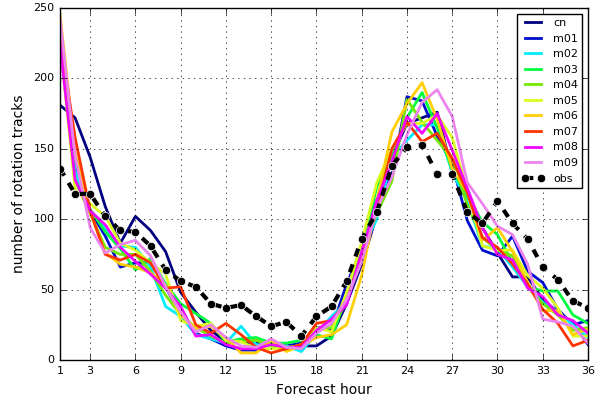 250
200
150
100
50
0
number of rotation tracks
cn
m01
m02
m03
m04
m05
m06
m07
m08
m09
obs
1 3 6 9 12 15 18 21 24 27 30 33 36
Forecast hour